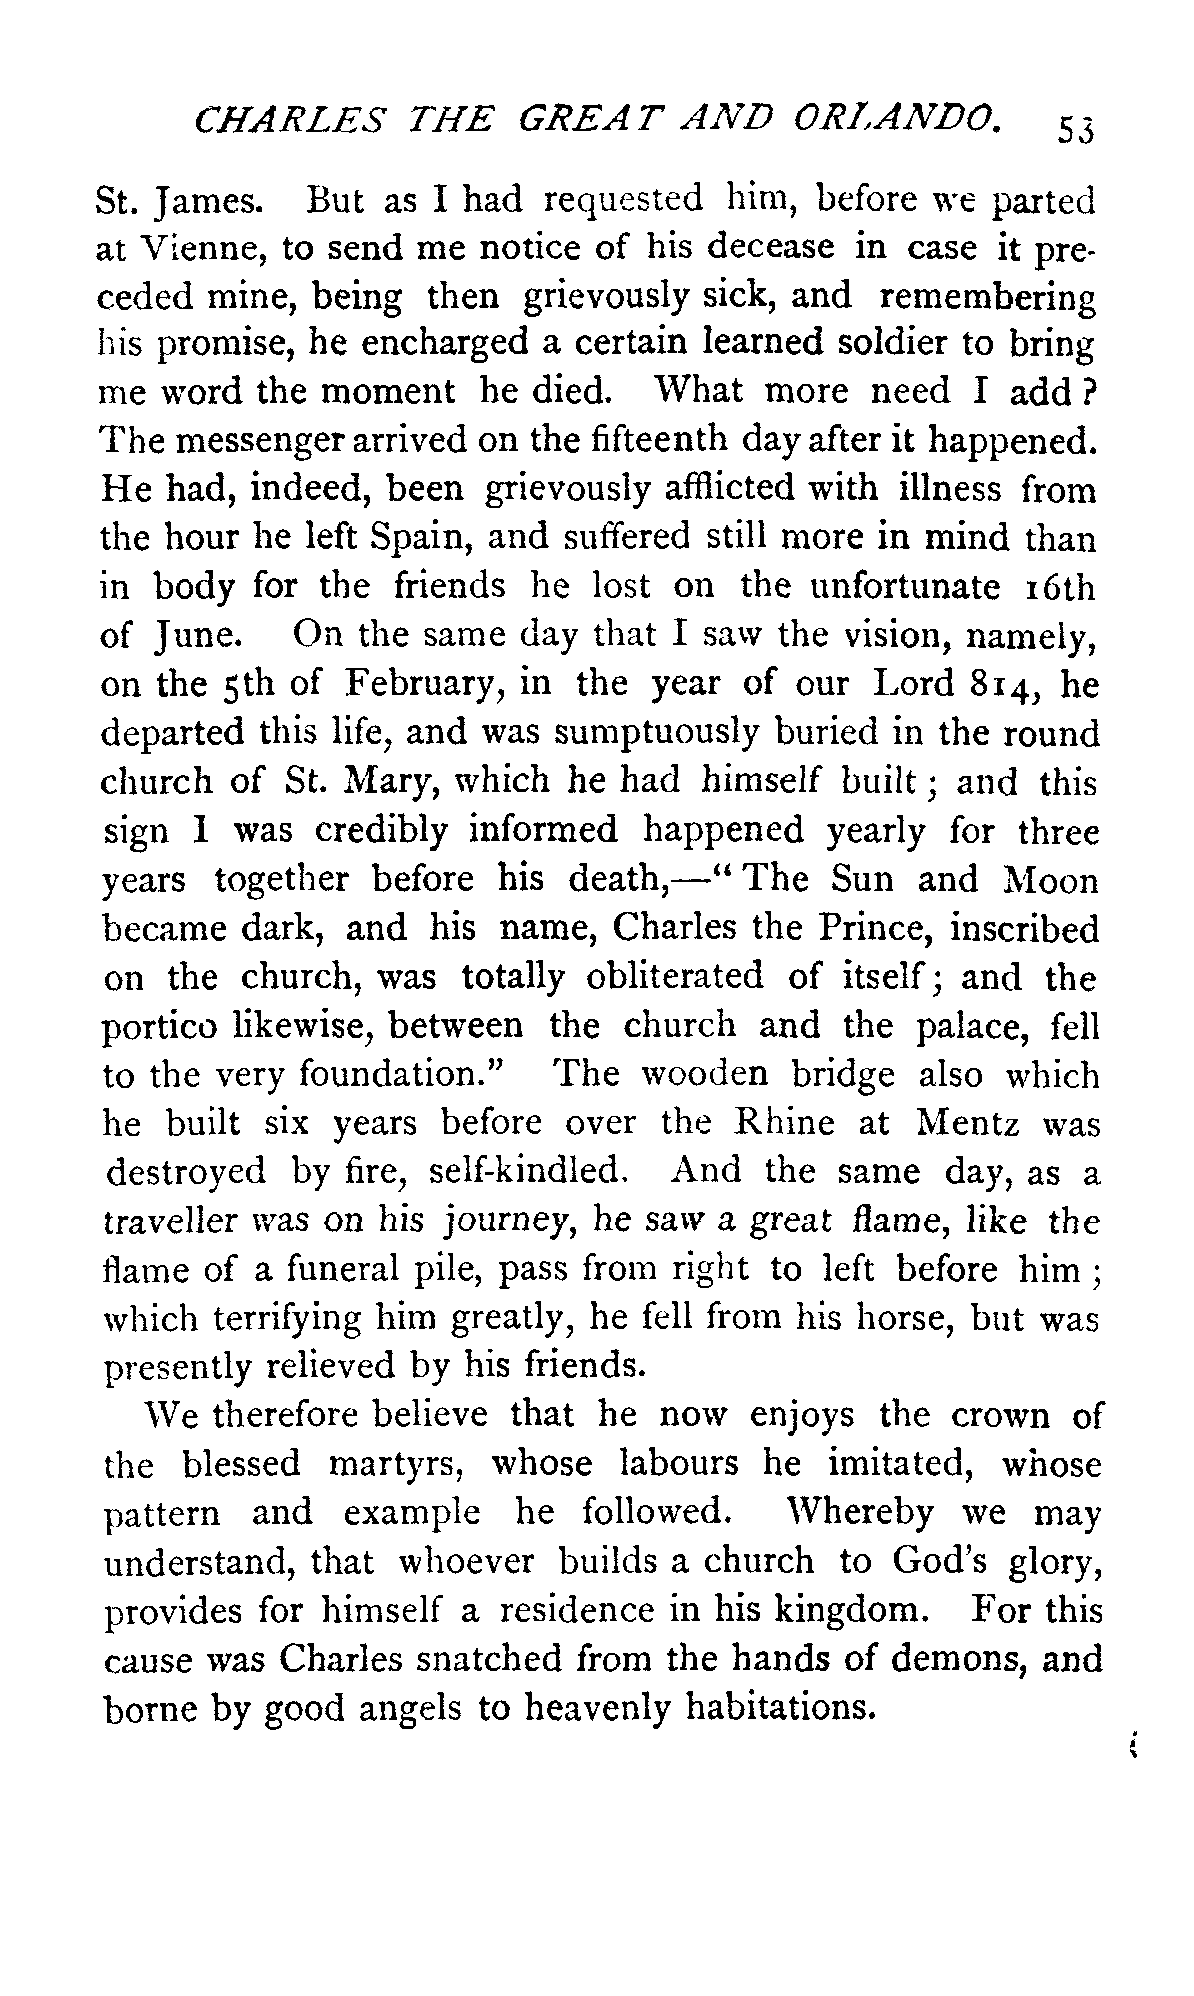 CHARLES THE GREAT AND ORLANDO. 53
St. James. But as I had requested him, before we parted
at Vienne, to send me notice of his decease in case it pre-
ceded mine, being then grievously sick, and remembering
his promise, he encharged a certain learned soldier to bring
me word the moment he died. What more need I add ?
The messenger arrived on the fifteenth day after it happened.
He had, indeed, been grievously afflicted with illness from
the hour he left Spain, and suffered still more in mind than
in body for the friends he lost on the unfortunate 16th
of June. On the same day that I saw the vision, namely,
on the 5th of February, in the year of our Lord 814, he
departed this life, and was sumptuously buried in the round
church of St. Mary, which he had himself built ; and this
sign I was credibly informed happened yearly for three
years together before his death,—“ The Sun and Moon
became dark, and his name, Charles the Prince, inscribed
on the church, was totally obliterated of itself ; and the
portico likewise, between the church and the palace, fell
to the very foundation.” The wooden bridge also which
he built six years before over the Rhine at Mentz was
destroyed by fire, self-kindled. And the same day, as a
traveller was on his journey, he saw a great flame, like the
flame of a funeral pile, pass from right to left before him ;
which terrifying him greatly, he fell from his horse, but was
presently relieved by his friends.
We therefore believe that he now enjoys the crown of
the blessed martyrs, whose labours he imitated, whose
pattern and example he followed. Whereby we may
understand, that whoever builds a church to God's glory,
provides for himself a residence in his kingdom. For this
cause was Charles snatched from the hands of demons, and
borne by good angels to heavenly habitations.